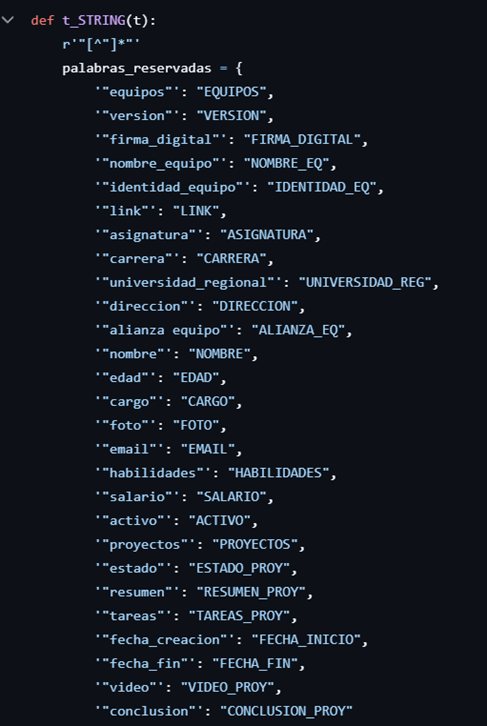 def t_STRING(t):
r'"[^"]*"'
palabras_reservadas = {
'"equipos"': "EQUIPOS",
'"version"': "VERSION",
'"firma_digital"': "FIRMA_DIGITAL",
'"nombre_equipo"': "NOMBRE_EQ",
'"identidad_equipo"': "IDENTIDAD_EQ",
'"link"': "LINK",
'"asignatura"': "ASIGNATURA",
'"carrera"': "CARRERA",
'"universidad_regional"': "UNIVERSIDAD_REG",
'"direccion"': "DIRECCION",
'"alianza equipo"': "ALIANZA_EQ",
'"nombre"': "NOMBRE",
'"edad"': "EDAD",
'"cargo"': "CARGO",
'"foto"': "FOTO",
'"email"': "EMAIL",
'"habilidades"': "HABILIDADES",
'"salario"': "SALARIO",
'"activo"': "ACTIVO",
'"proyectos"': "PROYECTOS",
'"estado"': "ESTADO_PROY",
'"resumen"': "RESUMEN_PROY",
'"tareas"': "TAREAS_PROY",
'"fecha_creacion"': "FECHA_INICIO",
'"fecha_fin"': "FECHA_FIN",
'"video"': "VIDEO_PROY",
'"conclusion"': "CONCLUSION_PROY"